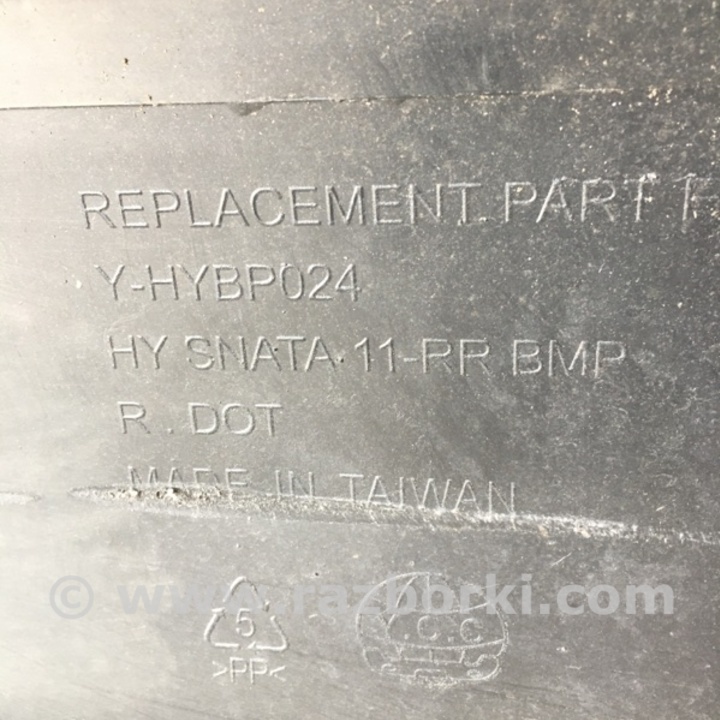 REPLACEMENT PART
Y-HYBP024
HY SNATA 11-RR BMP
R . DOT
MADE IN TAIWAN
© www.razborki.com
5
>PP<